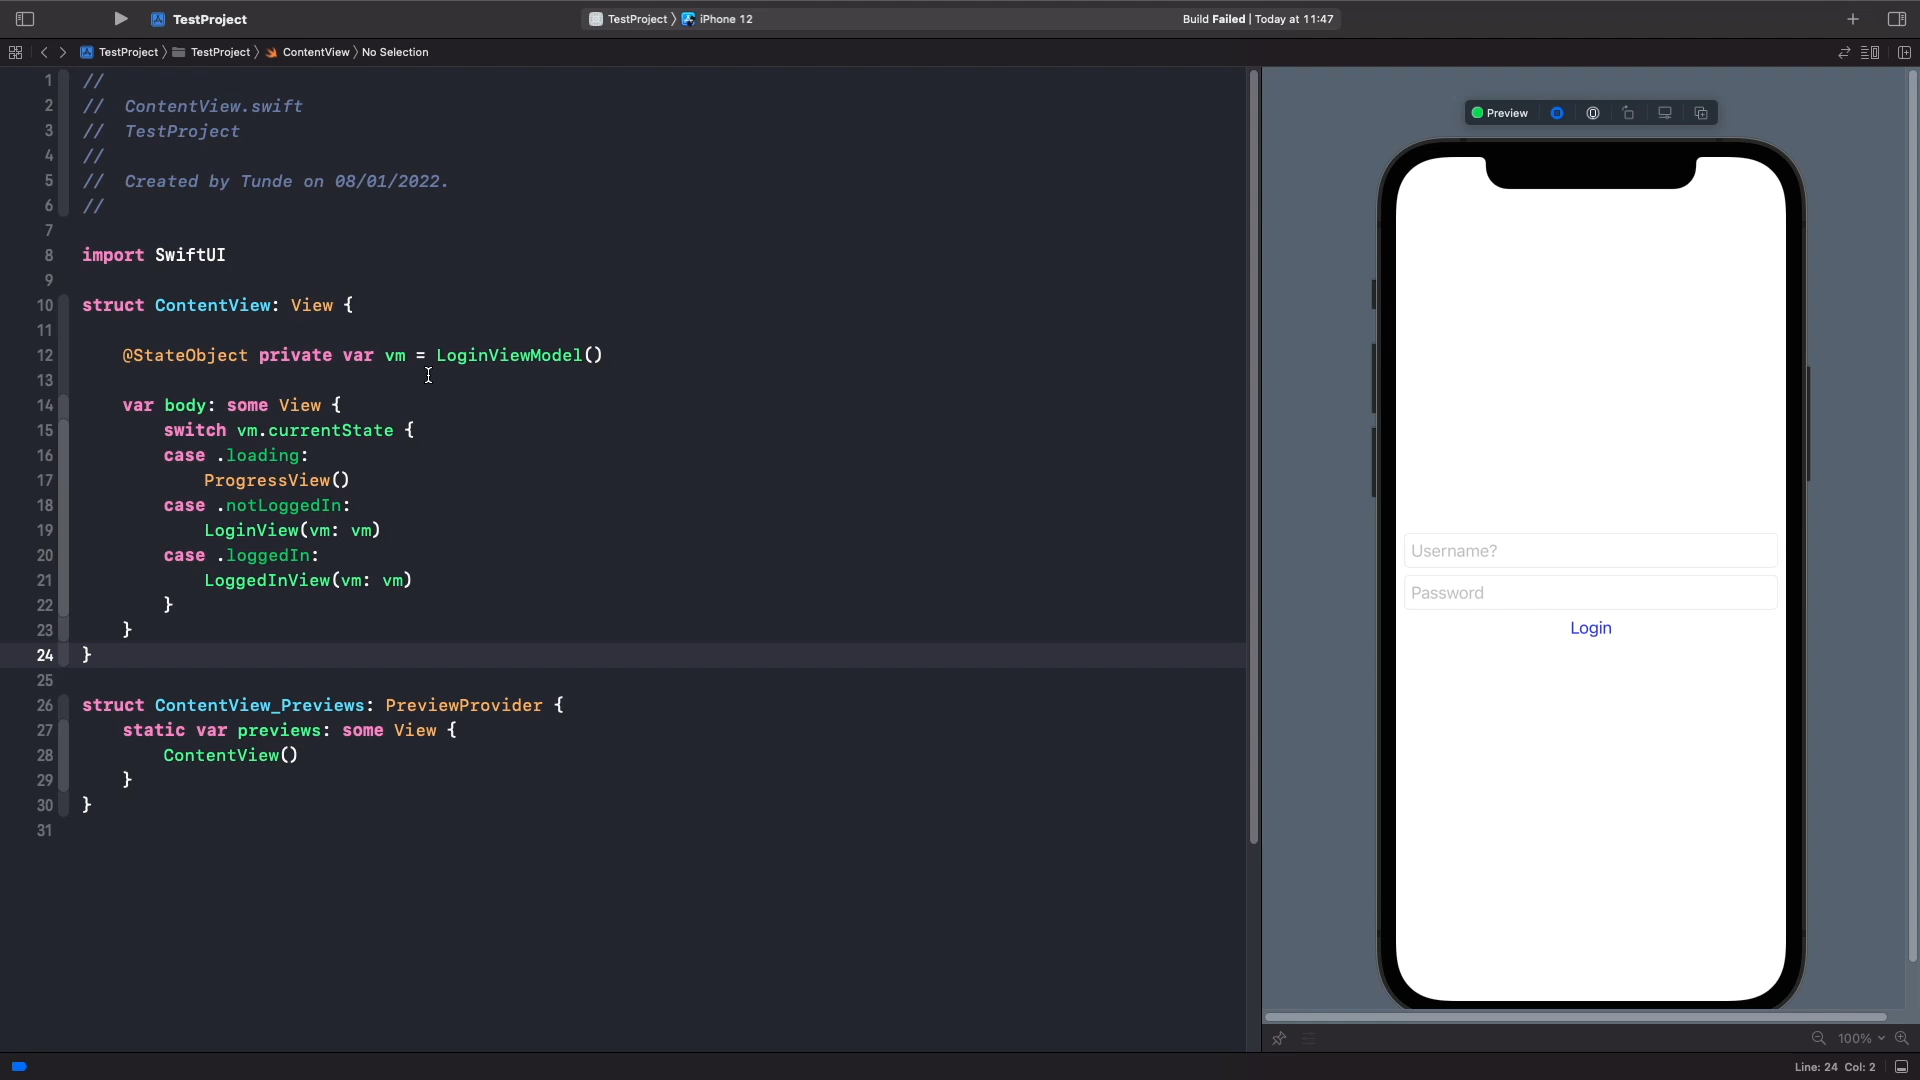 TestProject
TestProject 〉 iPhone 12
Build Failed | Today at 11:47
TestProject 〉 TestProject 〉 ContentView 〉 No Selection
1 //
2 //  ContentView.swift
3 //  TestProject
4 //
5 //  Created by Tunde on 08/01/2022.
6 //
7
8 import SwiftUI
9
10 struct ContentView: View {
11
12     @StateObject private var vm = LoginViewModel()
13
14     var body: some View {
15         switch vm.currentState {
16         case .loading:
17             ProgressView()
18         case .notLoggedIn:
19             LoginView(vm: vm)
20         case .loggedIn:
21             LoggedInView(vm: vm)
22         }
23     }
24 }
25
26 struct ContentView_Previews: PreviewProvider {
27     static var previews: some View {
28         ContentView()
29     }
30 }
31
Preview
Username?
Password
Login
100%
Line: 24  Col: 2